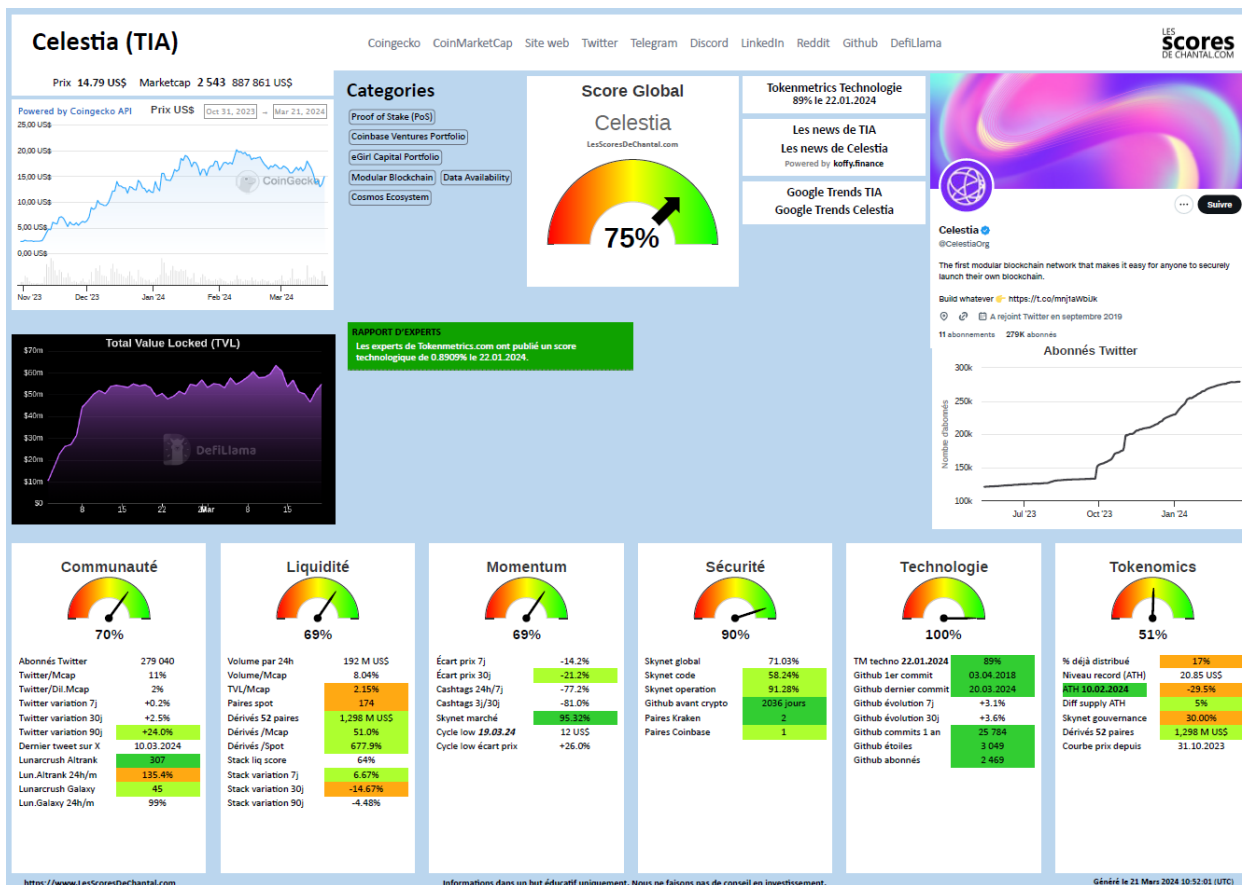 Celestia (TIA)
Coingecko CoinMarketCap Site web Twitter Telegram Discord LinkedIn Reddit Github DefiLlama
LES
scores
DE CHANTAL.COM
Prix 14.79 US$ Marketcap 2 543 887 861 US$
Powered by Coingecko API Prix US$ Oct 31, 2023 → Mar 21, 2024
25,00 US$
20,00 US$
15,00 US$
10,00 US$
5,00 US$
0,00 US$
CoinGecko
Nov '23 Dec '23 Jan '24 Feb '24 Mar '24
Categories
Proof of Stake (PoS)
Coinbase Ventures Portfolio
eGirl Capital Portfolio
Modular Blockchain Data Availability
Cosmos Ecosystem
Score Global
Celestia
LesScoresDeChantal.com
75%
Tokenmetrics Technologie
89% le 22.01.2024
Les news de TIA
Les news de Celestia
Powered by koffy.finance
Google Trends TIA
Google Trends Celestia
Suivre
Celestia
@CelestiaOrg
The first modular blockchain network that makes it easy for anyone to securely
launch their own blockchain.
Build whatever 👉 https://t.co/mnjtaWbiJk
A rejoint Twitter en septembre 2019
11 abonnements 279K abonnés
RAPPORT D'EXPERTS
Les experts de Tokenmetrics.com ont publié un score
technologique de 0.8909% le 22.01.2024.
Total Value Locked (TVL)
$70m
$60m
$50m
$40m
$30m
$20m
$10m
$0
DefiLlama
8 15 22 Mar 8 15
Abonnés Twitter
Nombre d'abonnés
300k
250k
200k
150k
100k
Jul '23 Oct '23 Jan '24
Communauté
70%
Abonnés Twitter 279 040
Twitter/Mcap 11%
Twitter/Dil.Mcap 2%
Twitter variation 7j +0.2%
Twitter variation 30j +2.5%
Twitter variation 90j +24.0%
Dernier tweet sur X 10.03.2024
Lunarcrush Altrank 307
Lun.Altrank 24h/m 135.4%
Lunarcrush Galaxy 45
Lun.Galaxy 24h/m 99%
Liquidité
69%
Volume par 24h 192 M US$
Volume/Mcap 8.04%
TVL/Mcap 2.15%
Paires spot 174
Dérivés 52 paires 1,298 M US$
Dérivés /Mcap 51.0%
Dérivés /Spot 677.9%
Stack liq score 64%
Stack variation 7j 6.67%
Stack variation 30j -14.67%
Stack variation 90j -4.48%
Momentum
69%
Écart prix 7j -14.2%
Écart prix 30j -21.2%
Cashtags 24h/7j -77.2%
Cashtags 3j/30j -81.0%
Skynet marché 95.32%
Cycle low 19.03.24 12 US$
Cycle low écart prix +26.0%
Sécurité
90%
Skynet global 71.03%
Skynet code 58.24%
Skynet operation 91.28%
Github avant crypto 2036 jours
Paires Kraken 2
Paires Coinbase 1
Technologie
100%
TM techno 22.01.2024 89%
Github 1er commit 03.04.2018
Github dernier commit 20.03.2024
Github évolution 7j +3.1%
Github évolution 30j +3.6%
Github commits 1 an 25 784
Github étoiles 3 049
Github abonnés 2 469
Tokenomics
51%
% déjà distribué 17%
Niveau record (ATH) 20.85 US$
ATH 10.02.2024 -29.5%
Diff supply ATH 5%
Skynet gouvernance 30.00%
Dérivés 52 paires 1,298 M US$
Courbe prix depuis 31.10.2023
https://www.LesScoresDeChantal.com
Informations dans un but éducatif uniquement. Nous ne faisons pas de conseil en investissement.
Généré le 21 Mars 2024 10:52:01 (UTC)